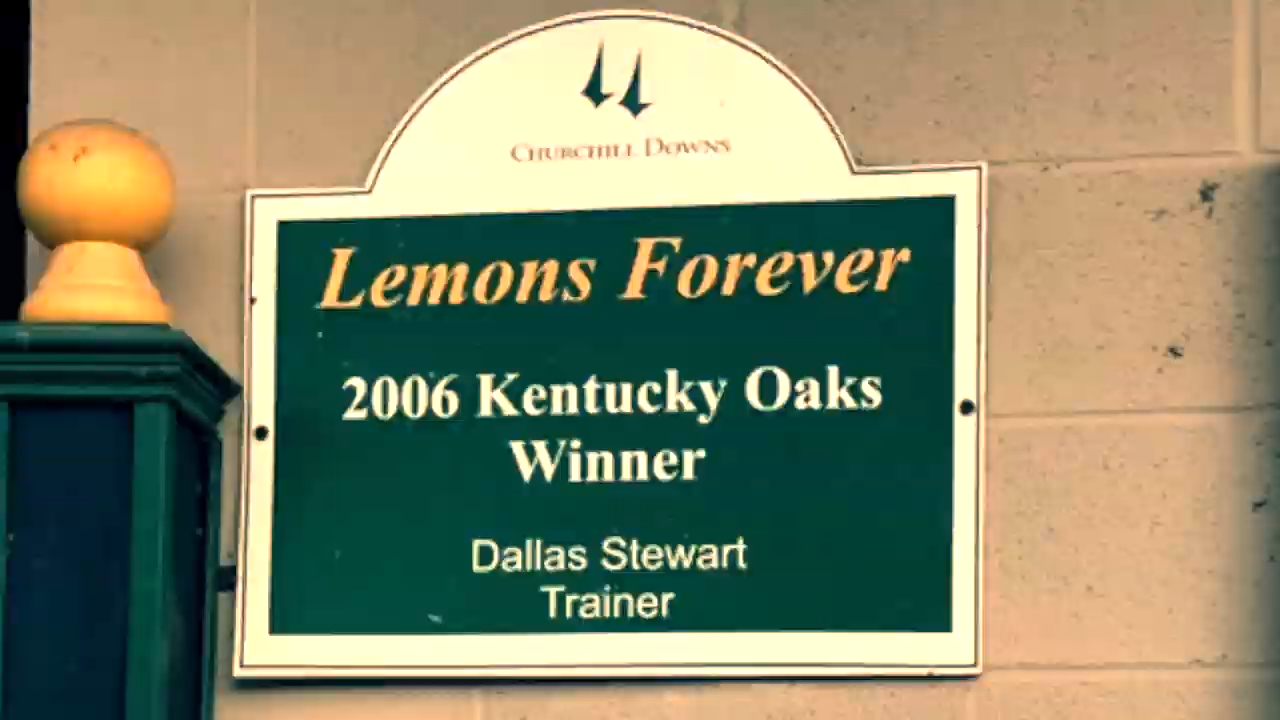 Churchill Downs
Lemons Forever
2006 Kentucky Oaks
Winner
Dallas Stewart
Trainer